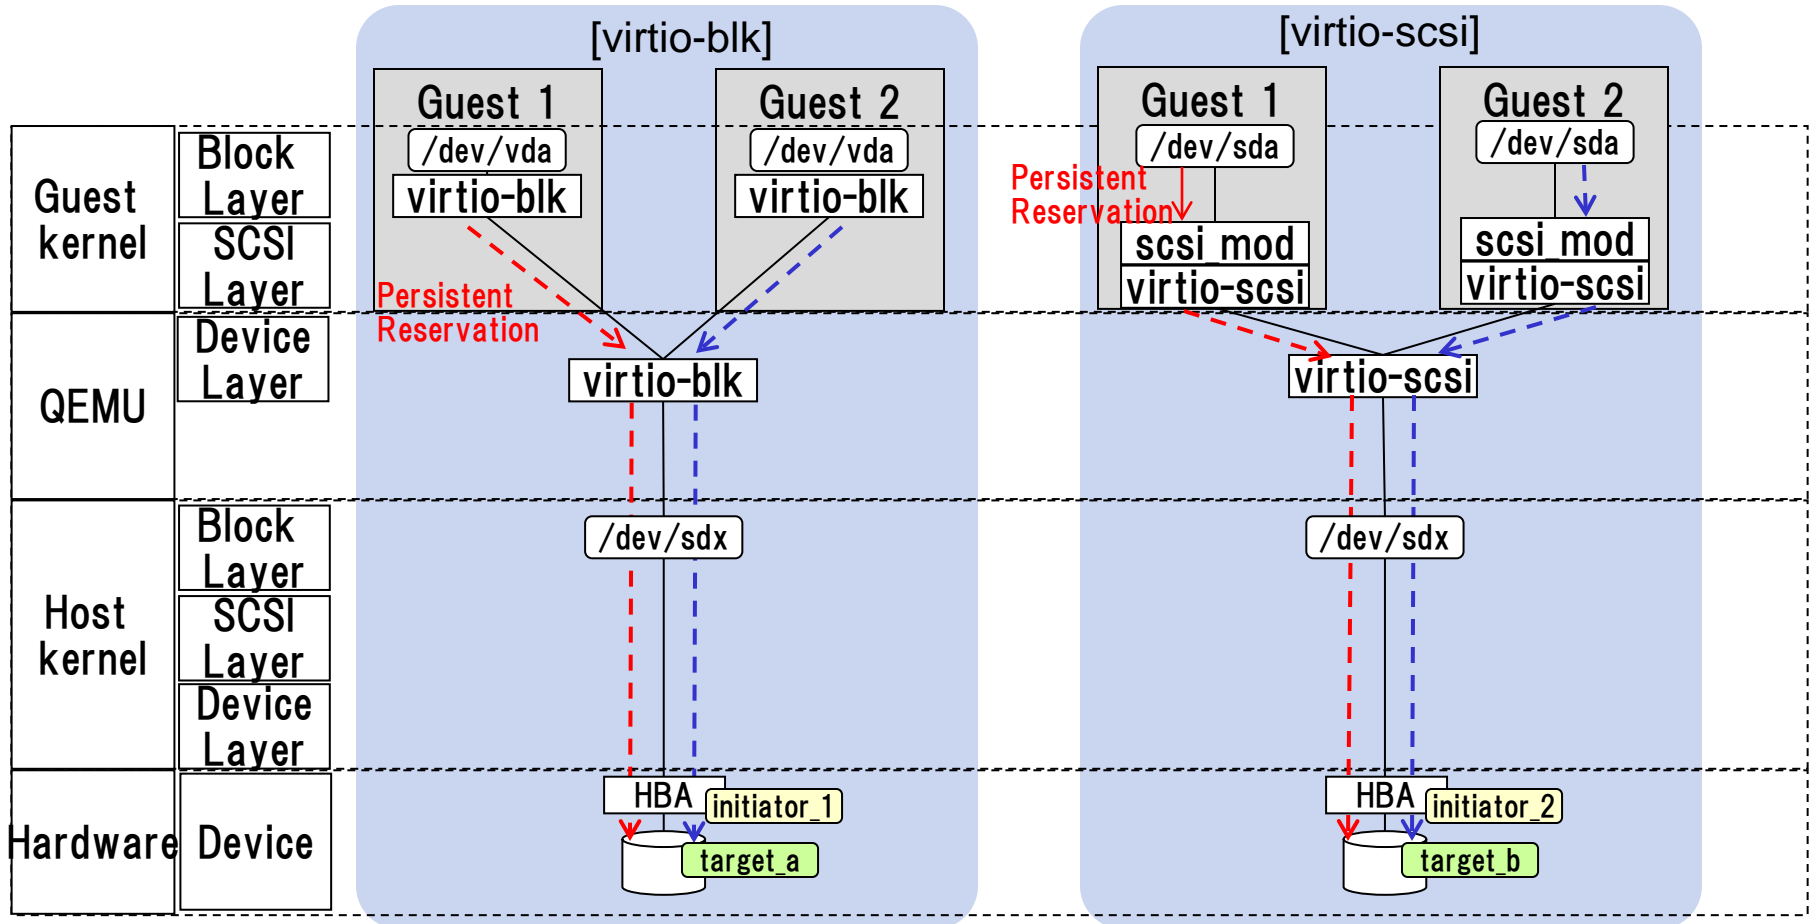 [virtio-blk]
[virtio-scsi]
Guest 1
Guest 2
Guest 1
Guest 2
/dev/vda
/dev/vda
/dev/sda
/dev/sda
virtio-blk
virtio-blk
Persistent
Reservation
scsi_mod
virtio-scsi
scsi_mod
virtio-scsi
Guest
kernel
Block
Layer
SCSI
Layer
Persistent
Reservation
QEMU
Device
Layer
virtio-blk
virtio-scsi
Host
kernel
Block
Layer
SCSI
Layer
Device
Layer
/dev/sdx
/dev/sdx
Hardware
Device
HBA
initiator_1
target_a
HBA
initiator_2
target_b